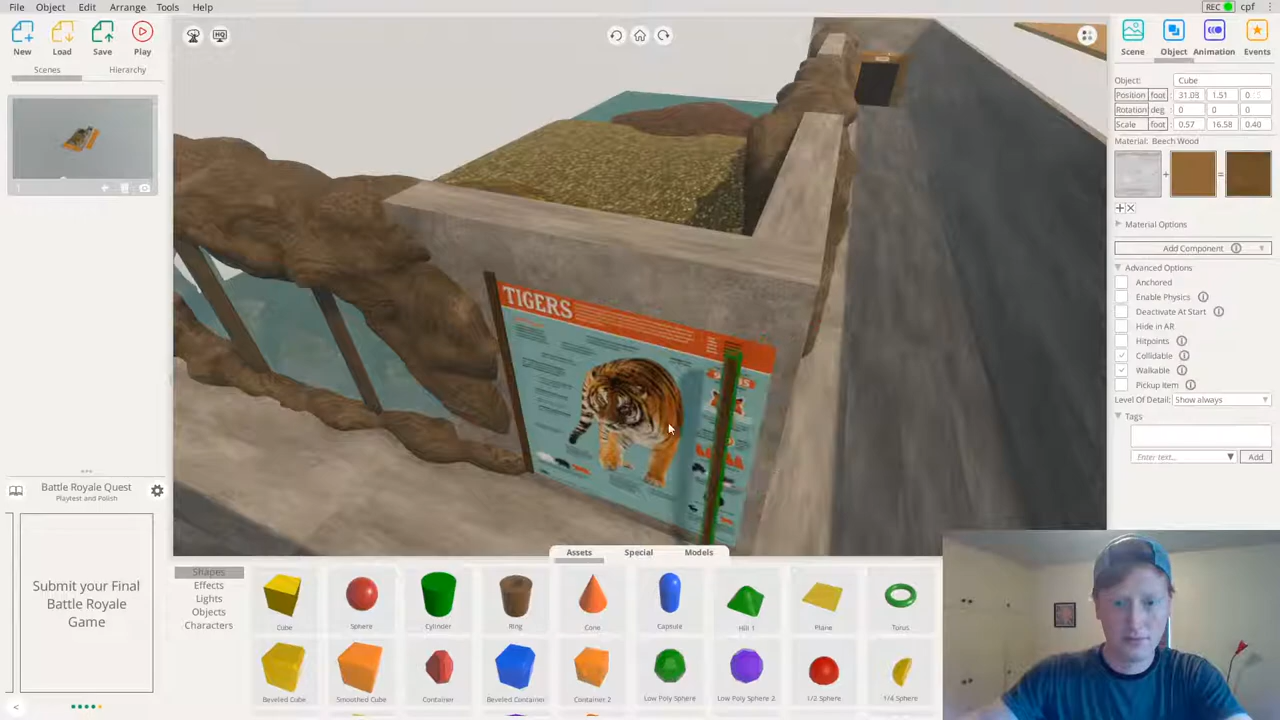 File Object Edit Arrange Tools Help
REC cpf
New Load Save Play
HQ
Scene Object Animation Events
Scenes Hierarchy
Object: Cube
Position foot 31.08 1.51 0
Rotation deg 0 0 0
Scale foot 0.57 16.58 0.40
Material: Beech Wood
+ =
Material Options
Add Component
Advanced Options
Anchored
Enable Physics
Deactivate At Start
Hide in AR
Hitpoints
Collidable
Walkable
Pickup Item
Level Of Detail: Show always
Tags
Enter text... Add
TIGERS
Battle Royale Quest
Playtest and Polish
Submit your Final
Battle Royale
Game
Assets Special Models
Shapes
Effects
Lights
Objects
Characters
Cube Sphere Cylinder Ring Cone Capsule Hill 1 Plane Torus
Beveled Cube Smoothed Cube Container Beveled Container Container 2 Low Poly Sphere Low Poly Sphere 2 1/2 Sphere 1/4 Sphere